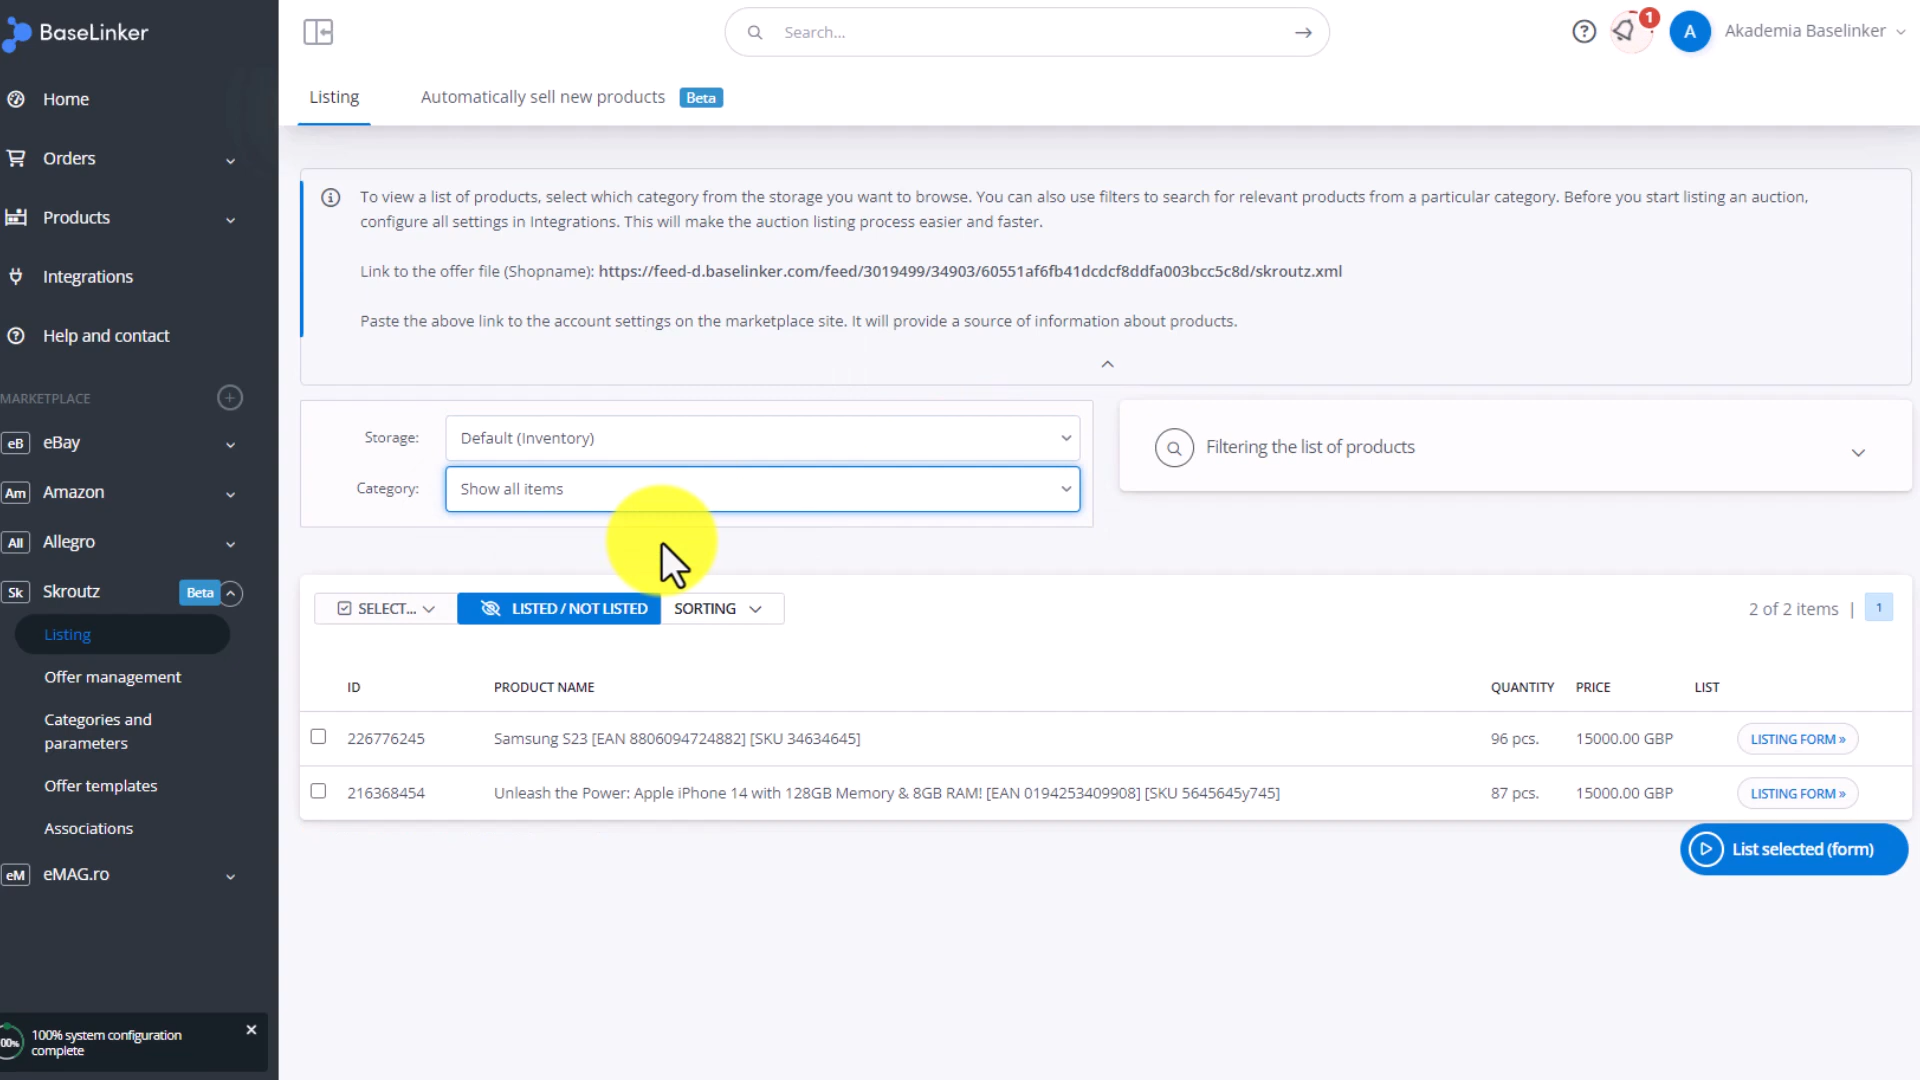 BaseLinker
Search...
1
A
Akademia Baselinker
Home
Orders
Products
Integrations
Help and contact
MARKETPLACE
eB eBay
Am Amazon
All Allegro
Sk Skroutz Beta
Listing
Offer management
Categories and
parameters
Offer templates
Associations
eM eMAG.ro
100% system configuration
complete
Listing
Automatically sell new products Beta
To view a list of products, select which category from the storage you want to browse. You can also use filters to search for relevant products from a particular category. Before you start listing an auction,
configure all settings in Integrations. This will make the auction listing process easier and faster.
Link to the offer file (Shopname): https://feed-d.baselinker.com/feed/3019499/34903/60551af6fb41dcdcf8ddfa003bcc5c8d/skroutz.xml
Paste the above link to the account settings on the marketplace site. It will provide a source of information about products.
Storage: Default (Inventory)
Category: Show all items
Filtering the list of products
SELECT... LISTED / NOT LISTED SORTING
2 of 2 items | 1
ID PRODUCT NAME QUANTITY PRICE LIST
226776245 Samsung S23 [EAN 8806094724882] [SKU 34634645] 96 pcs. 15000.00 GBP LISTING FORM »
216368454 Unleash the Power: Apple iPhone 14 with 128GB Memory & 8GB RAM! [EAN 0194253409908] [SKU 5645645y745] 87 pcs. 15000.00 GBP LISTING FORM »
List selected (form)